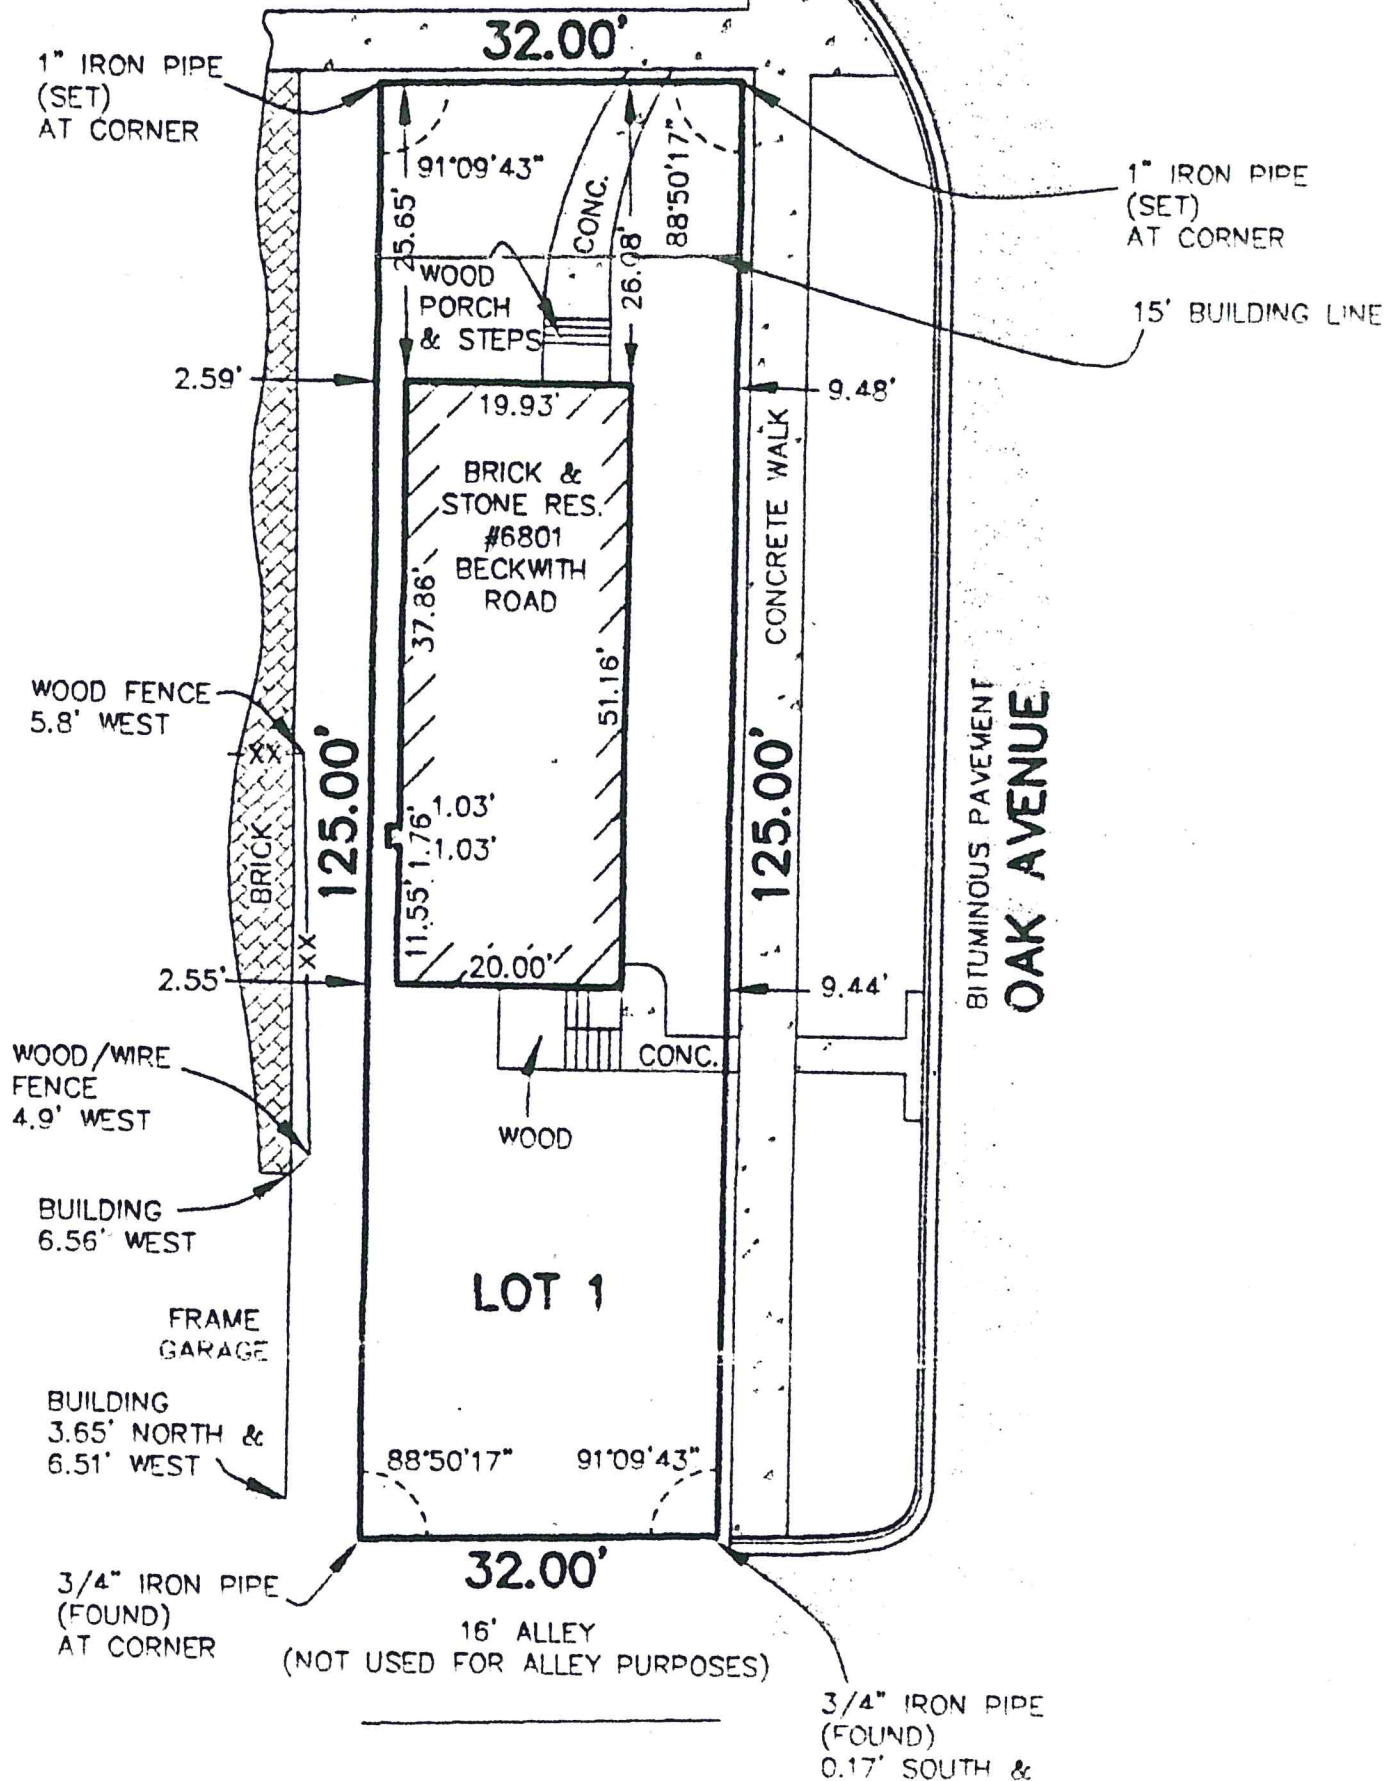 32.00'
1" IRON PIPE
(SET)
AT CORNER
91°09'43"
88°50'17"
CONC.
1" IRON PIPE
(SET)
AT CORNER
25.65'
26.08'
WOOD
PORCH
& STEPS
15' BUILDING LINE
2.59'
9.48'
19.93'
BRICK &
STONE RES.
#6801
BECKWITH
ROAD
CONCRETE WALK
37.86'
51.16'
WOOD FENCE
5.8' WEST
XX
125.00'
125.00'
BITUMINOUS PAVEMENT
OAK AVENUE
BRICK
1.03'
1.76'
1.03'
11.55'
XX
20.00'
2.55'
9.44'
WOOD/WIRE
FENCE
4.9' WEST
CONC.
WOOD
BUILDING
6.56' WEST
LOT 1
FRAME
GARAGE
BUILDING
3.65' NORTH &
6.51' WEST
88°50'17"
91°09'43"
32.00'
3/4" IRON PIPE
(FOUND)
AT CORNER
16' ALLEY
(NOT USED FOR ALLEY PURPOSES)
3/4" IRON PIPE
(FOUND)
0.17' SOUTH &